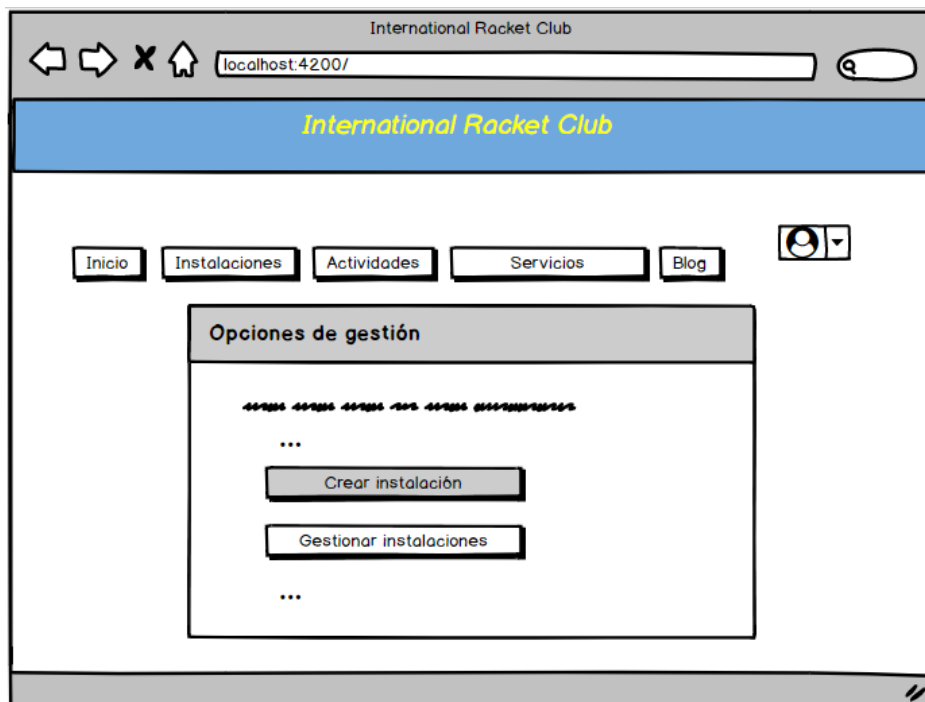 International Racket Club
localhost:4200/
International Racket Club
Inicio Instalaciones Actividades Servicios Blog
Opciones de gestión
...
Crear instalación
Gestionar instalaciones
...